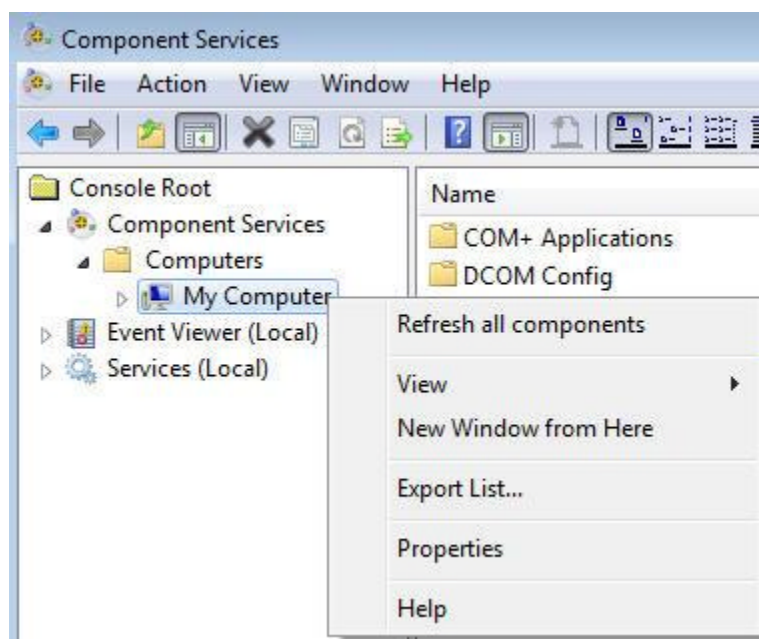 Component Services
File Action View Window Help
Console Root
Component Services
Computers
My Computer
Event Viewer (Local)
Services (Local)
Name
COM+ Applications
DCOM Config
Refresh all components
View
New Window from Here
Export List...
Properties
Help